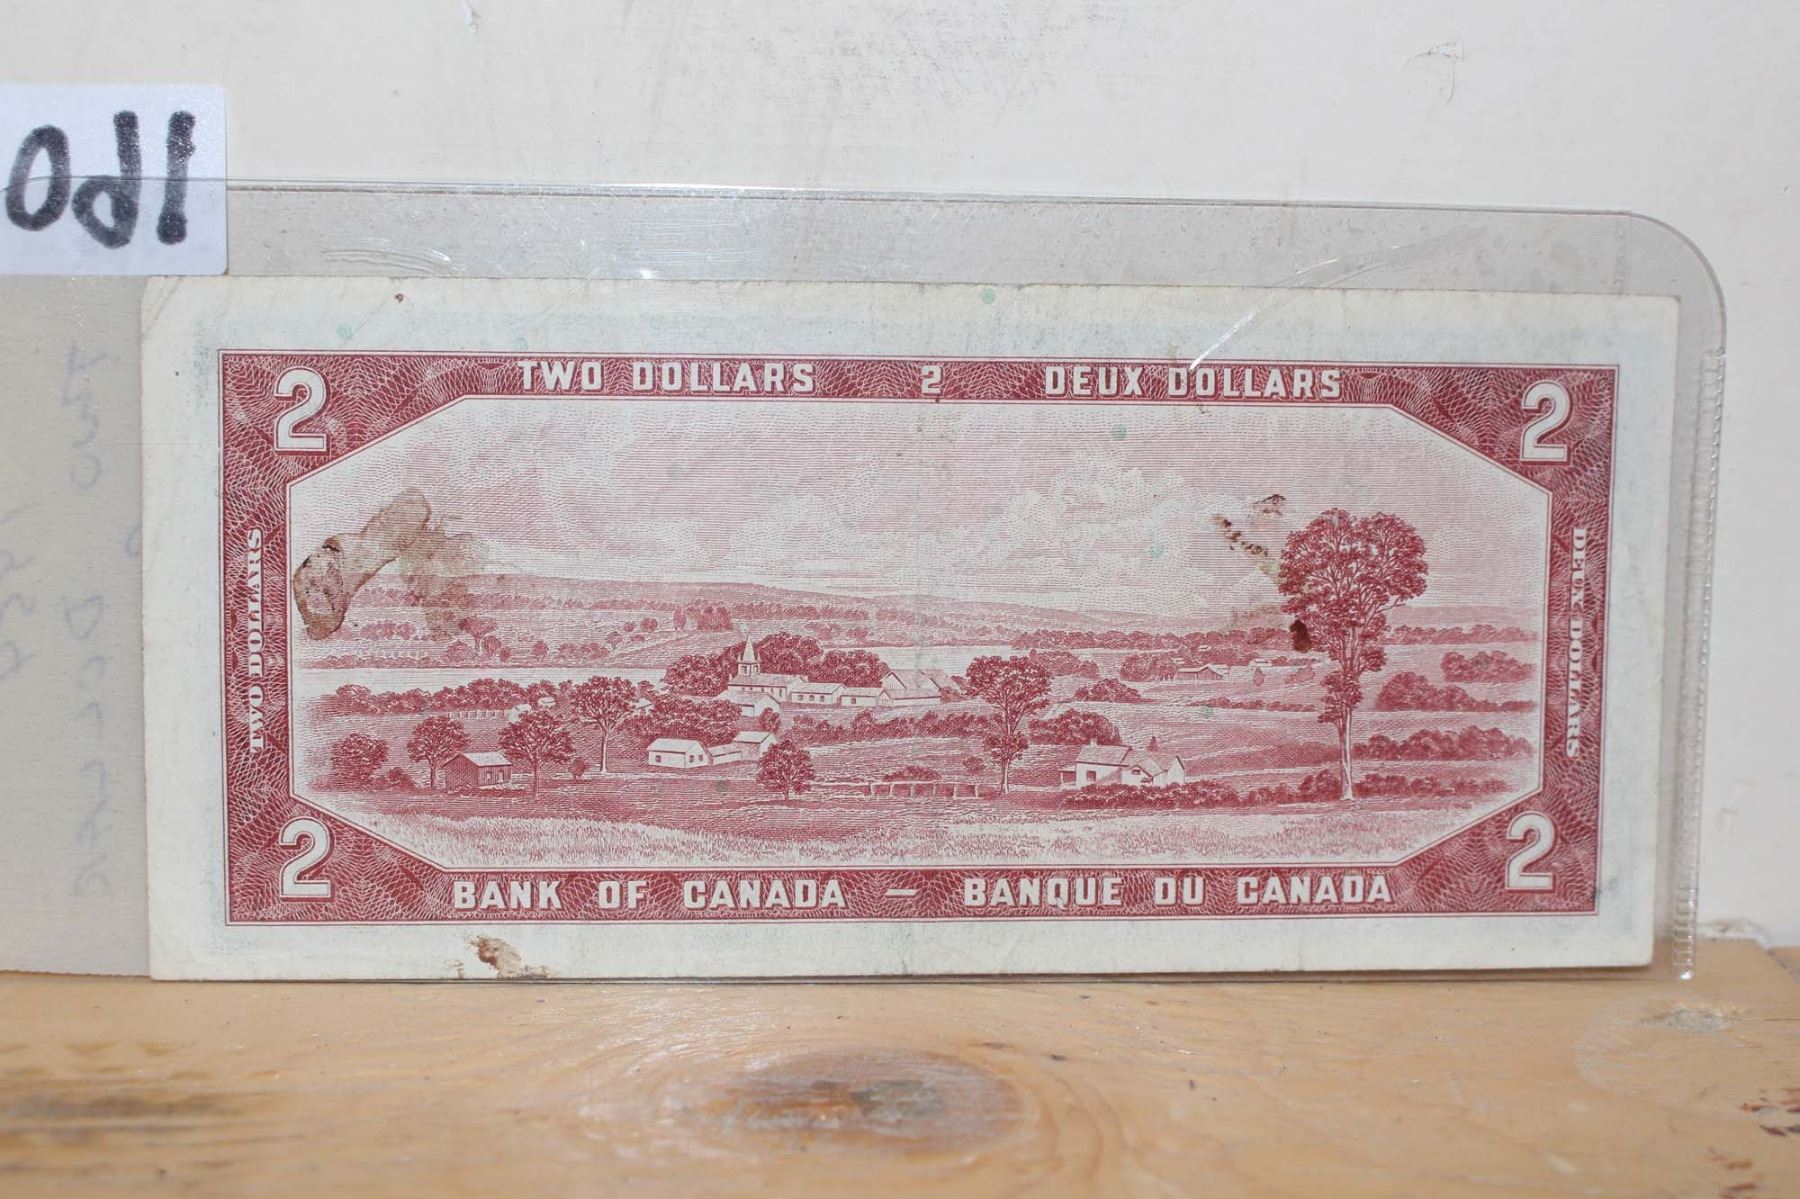 TWO DOLLARS 2 DEUX DOLLARS
2 2
TWO DOLLARS
DEUX DOLLARS
2 2
BANK OF CANADA — BANQUE DU CANADA